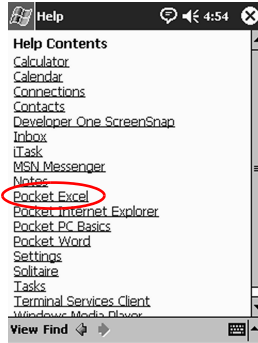 Help 4:54
Help Contents
Calculator
Calendar
Connections
Contacts
Developer One ScreenSnap
Inbox
iTask
MSN Messenger
Notes
Pocket Excel
Pocket Internet Explorer
Pocket PC Basics
Pocket Word
Settings
Solitaire
Tasks
Terminal Services Client
Windows Media Player
View Find